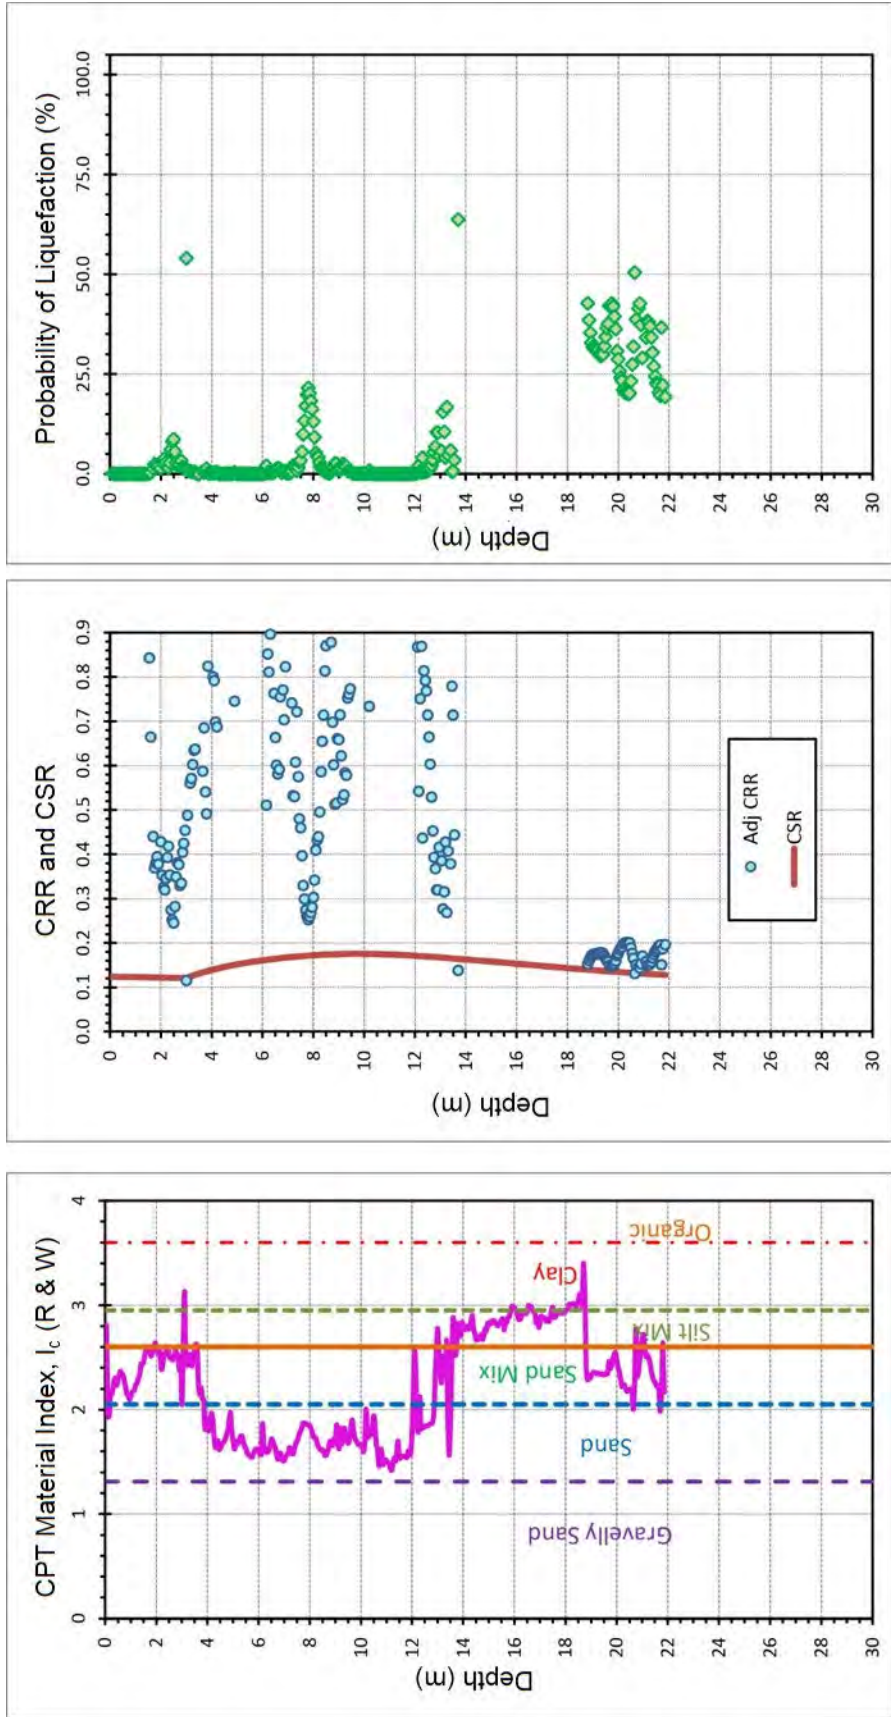 CPT Material Index, Ic (R & W)
0 1 2 3 4
0
2
4
6
8
10
12
14
16
18
20
22
24
26
28
30
Depth (m)
Gravelly Sand
Sand
Sand Mix
Silt Mix
Clay
Organic
CRR and CSR
0.0 0.1 0.2 0.3 0.4 0.5 0.6 0.7 0.8 0.9
0
2
4
6
8
10
12
14
16
18
20
22
24
26
28
30
Depth (m)
Adj CRR
CSR
Probability of Liquefaction (%)
0.0 25.0 50.0 75.0 100.0
0
2
4
6
8
10
12
14
16
18
20
22
24
26
28
30
Depth (m)